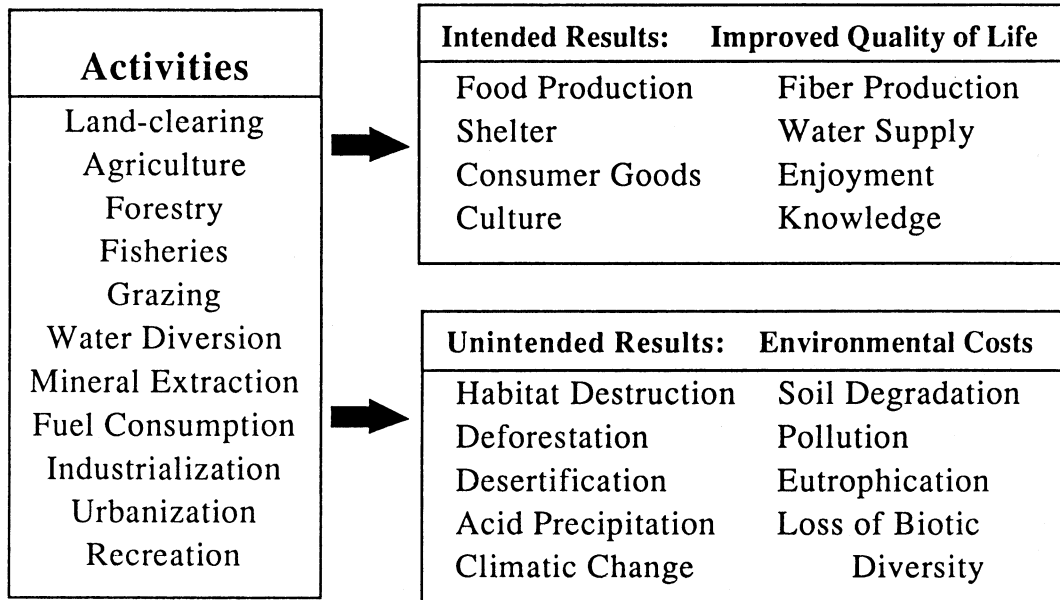 Activities
Land-clearing
Agriculture
Forestry
Fisheries
Grazing
Water Diversion
Mineral Extraction
Fuel Consumption
Industrialization
Urbanization
Recreation
Intended Results: Improved Quality of Life
Food Production Fiber Production
Shelter Water Supply
Consumer Goods Enjoyment
Culture Knowledge
Unintended Results: Environmental Costs
Habitat Destruction Soil Degradation
Deforestation Pollution
Desertification Eutrophication
Acid Precipitation Loss of Biotic
Climatic Change Diversity